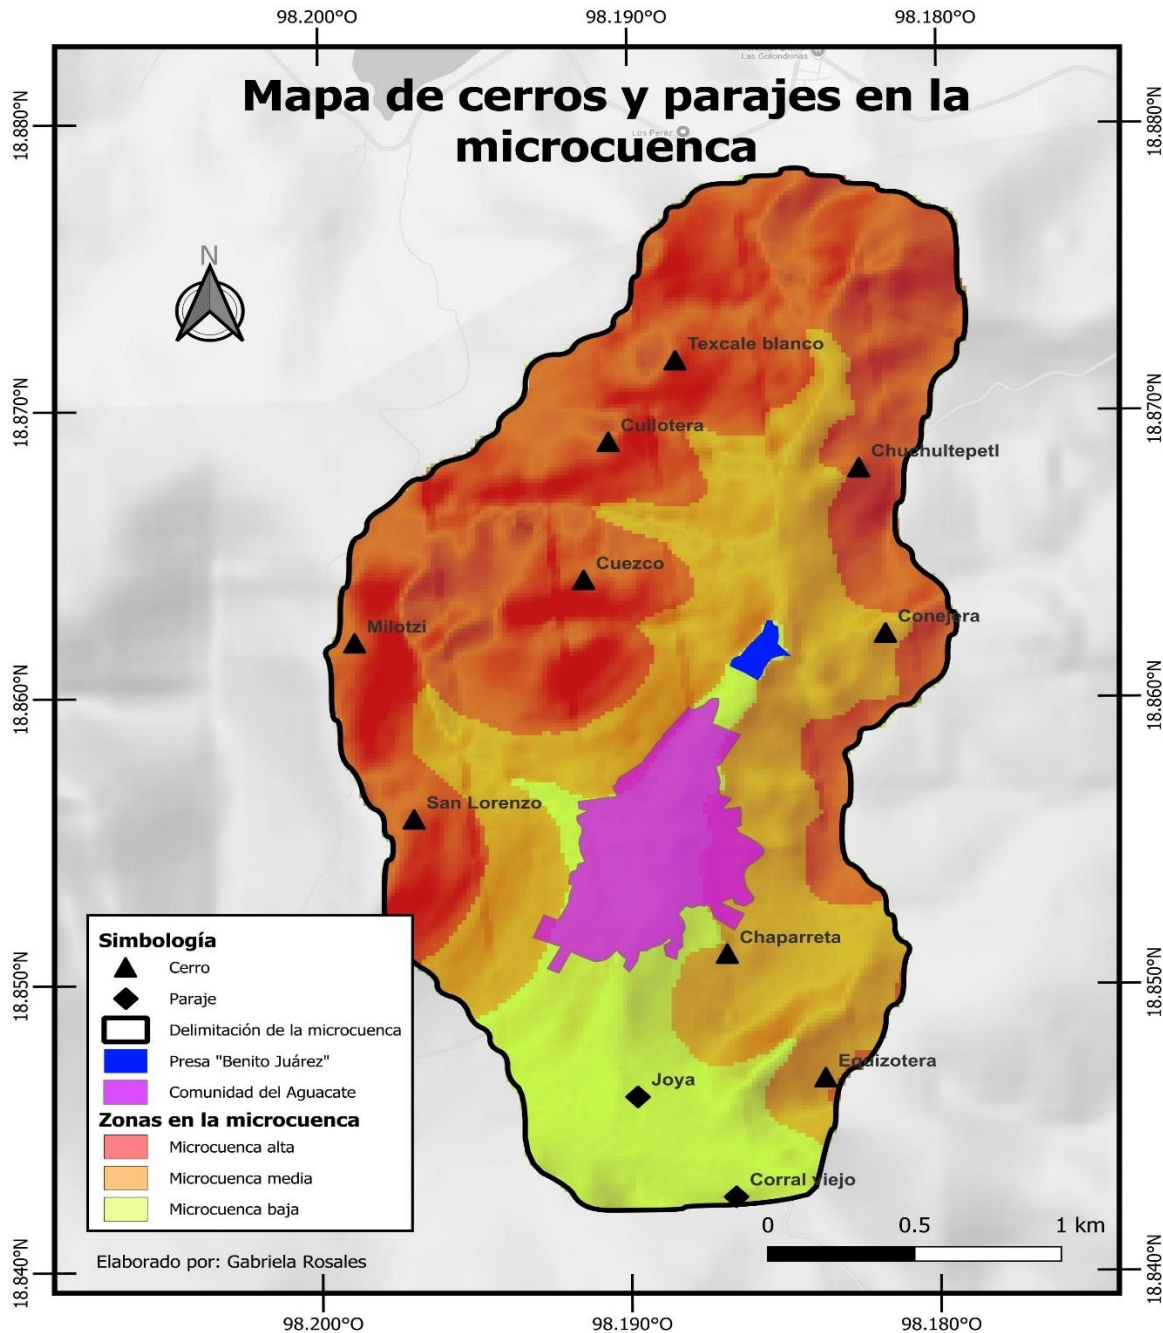 98.200°O 98.190°O 98.180°O
Las Golondrinas
Mapa de cerros y parajes en la
microcuenca
Los Peréz
18.880°N
18.880°N
N
Texcale blanco
18.870°N
18.870°N
Cuilotera
Chuchultepetl
Cuezco
Conejera
Milotzi
18.860°N
18.860°N
San Lorenzo
Chaparreta
18.850°N
18.850°N
Equizotera
Joya
Corral viejo
Simbología
Cerro
Paraje
Delimitación de la microcuenca
Presa "Benito Juárez"
Comunidad del Aguacate
Zonas en la microcuenca
Microcuenca alta
Microcuenca media
Microcuenca baja
0 0.5 1 km
Elaborado por: Gabriela Rosales
18.840°N
18.840°N
98.200°O 98.190°O 98.180°O